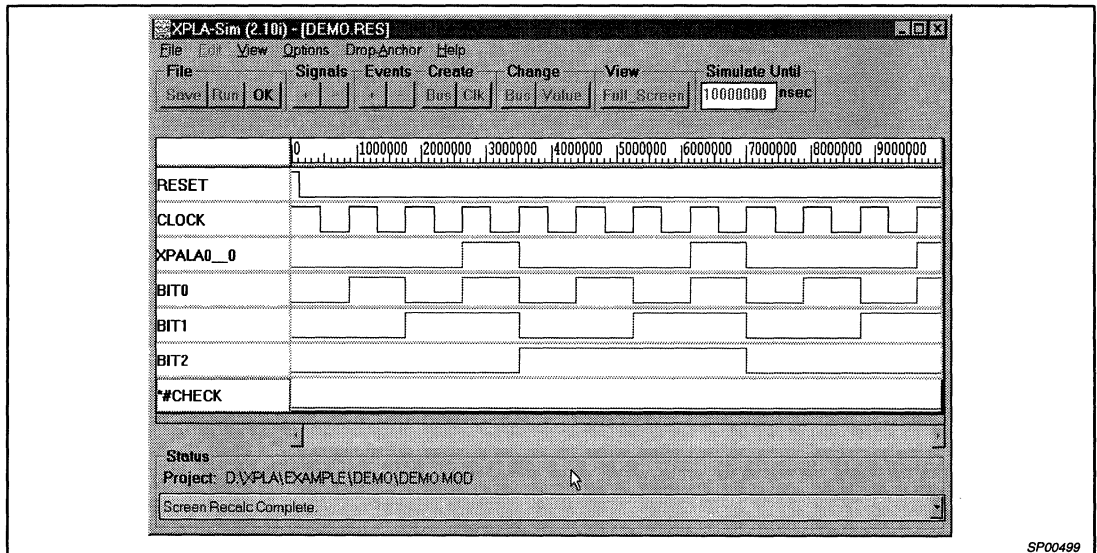 XPLA-Sim (2.10i) - [DEMO.RES]
File Edit View Options Drop-Anchor Help
File Signals Events Create Change View Simulate Until
Save Run OK + - + - Bus Clk Bus Value Full_Screen 10000000 nsec
0 1000000 2000000 3000000 4000000 5000000 6000000 7000000 8000000 9000000
RESET
CLOCK
XPALA0__0
BIT0
BIT1
BIT2
*#CHECK
Status
Project: D:\XPLA\EXAMPLE\DEMO\DEMO.MOD
Screen Recalc Complete.
SP00499